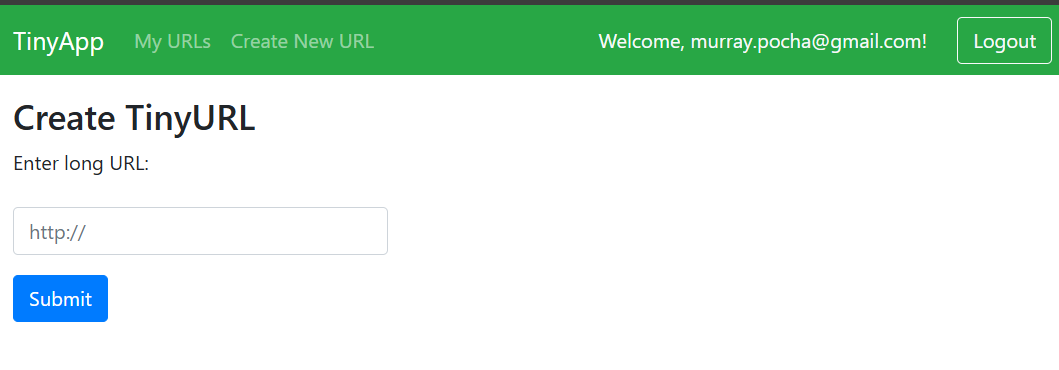 TinyApp My URLs Create New URL Welcome, murray.pocha@gmail.com! Logout
Create TinyURL
Enter long URL:
http://
Submit